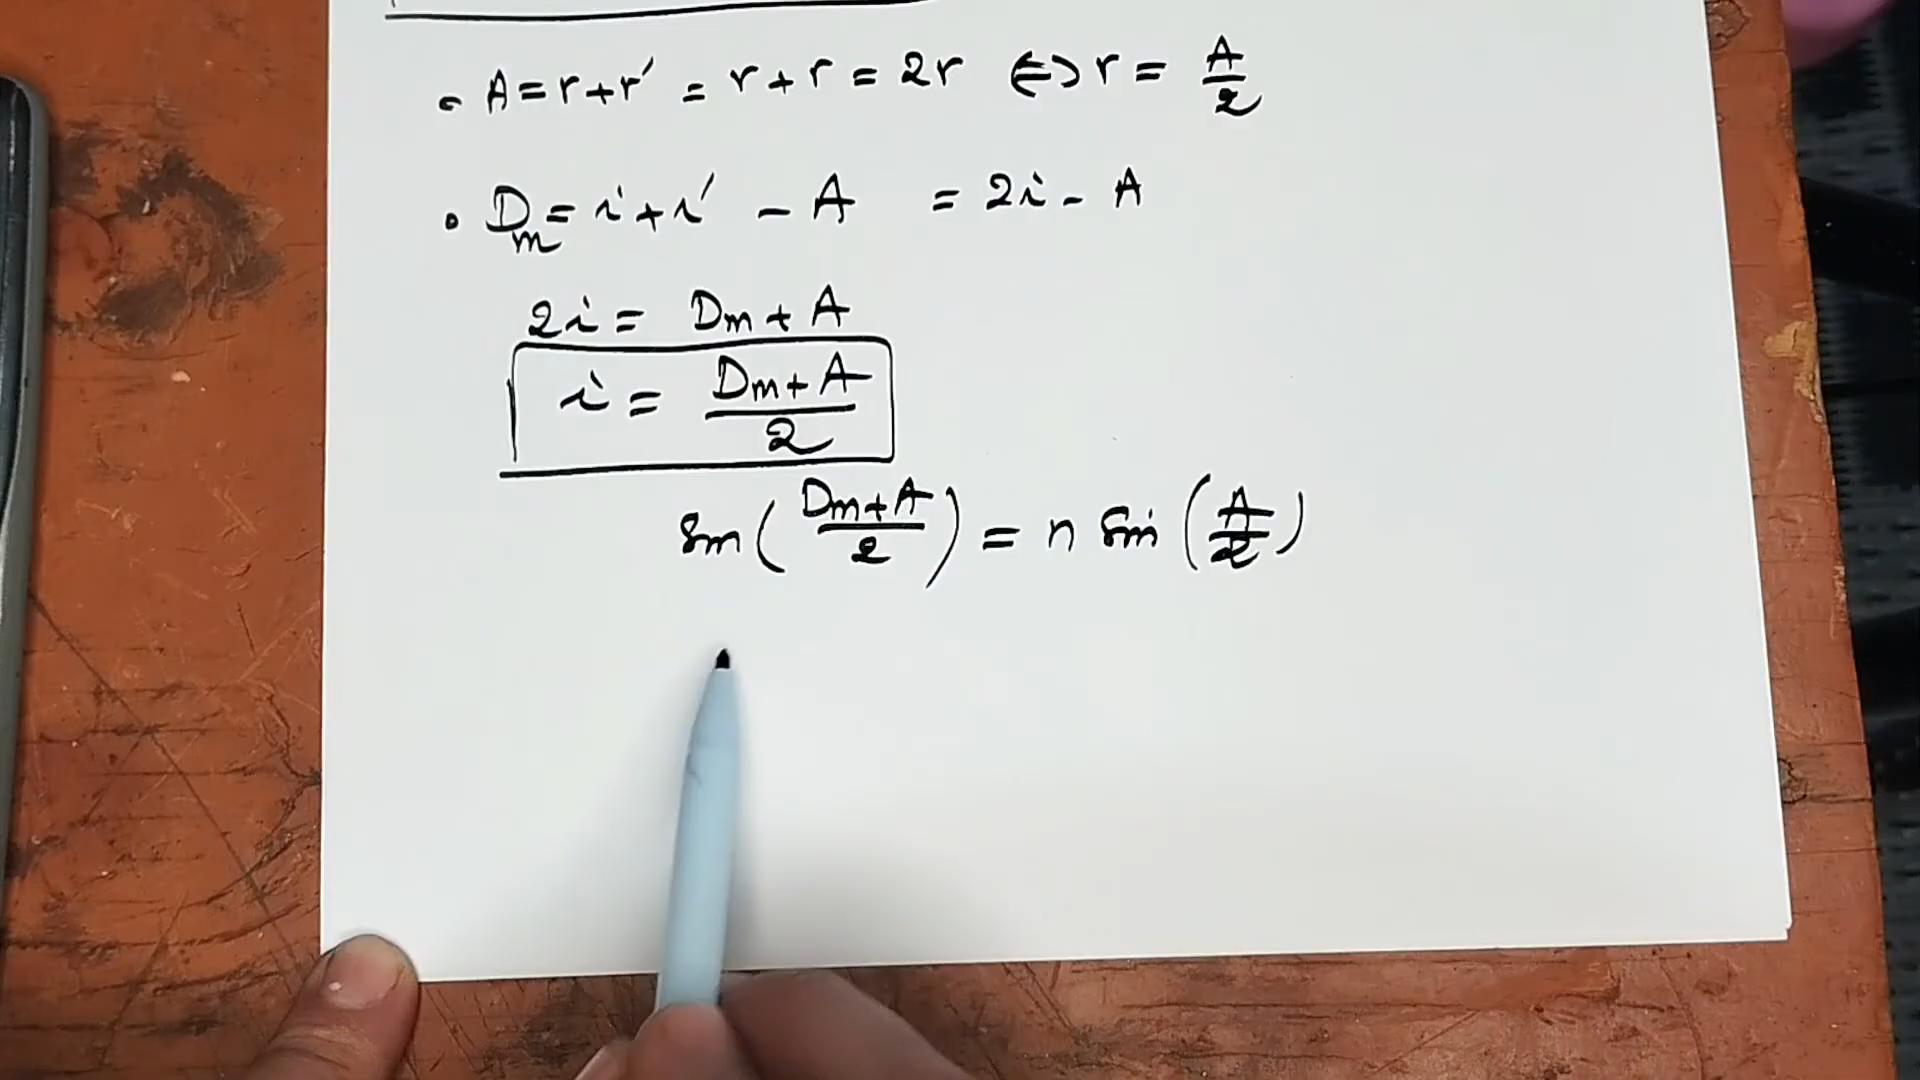 • A = r + r' = r + r = 2r ⇔ r = A/2
• Dm = i + i' - A = 2i - A
2i = Dm + A
i = (Dm + A)/2
sin((Dm + A)/2) = n sin(A/2)